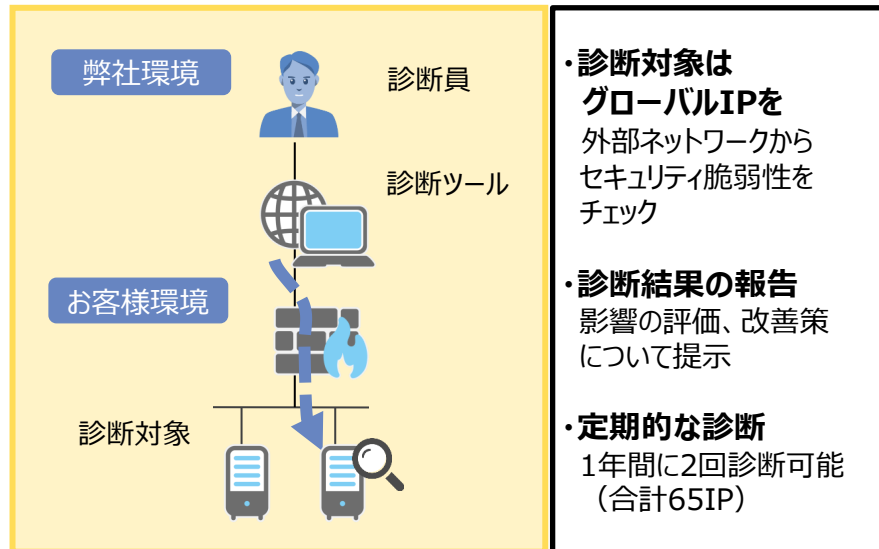 弊社環境
診断員
診断ツール
お客様環境
診断対象
・診断対象は
グローバルIPを
外部ネットワークから
セキュリティ脆弱性を
チェック
・診断結果の報告
影響の評価、改善策
について提示
・定期的な診断
1年間に2回診断可能
（合計65IP）